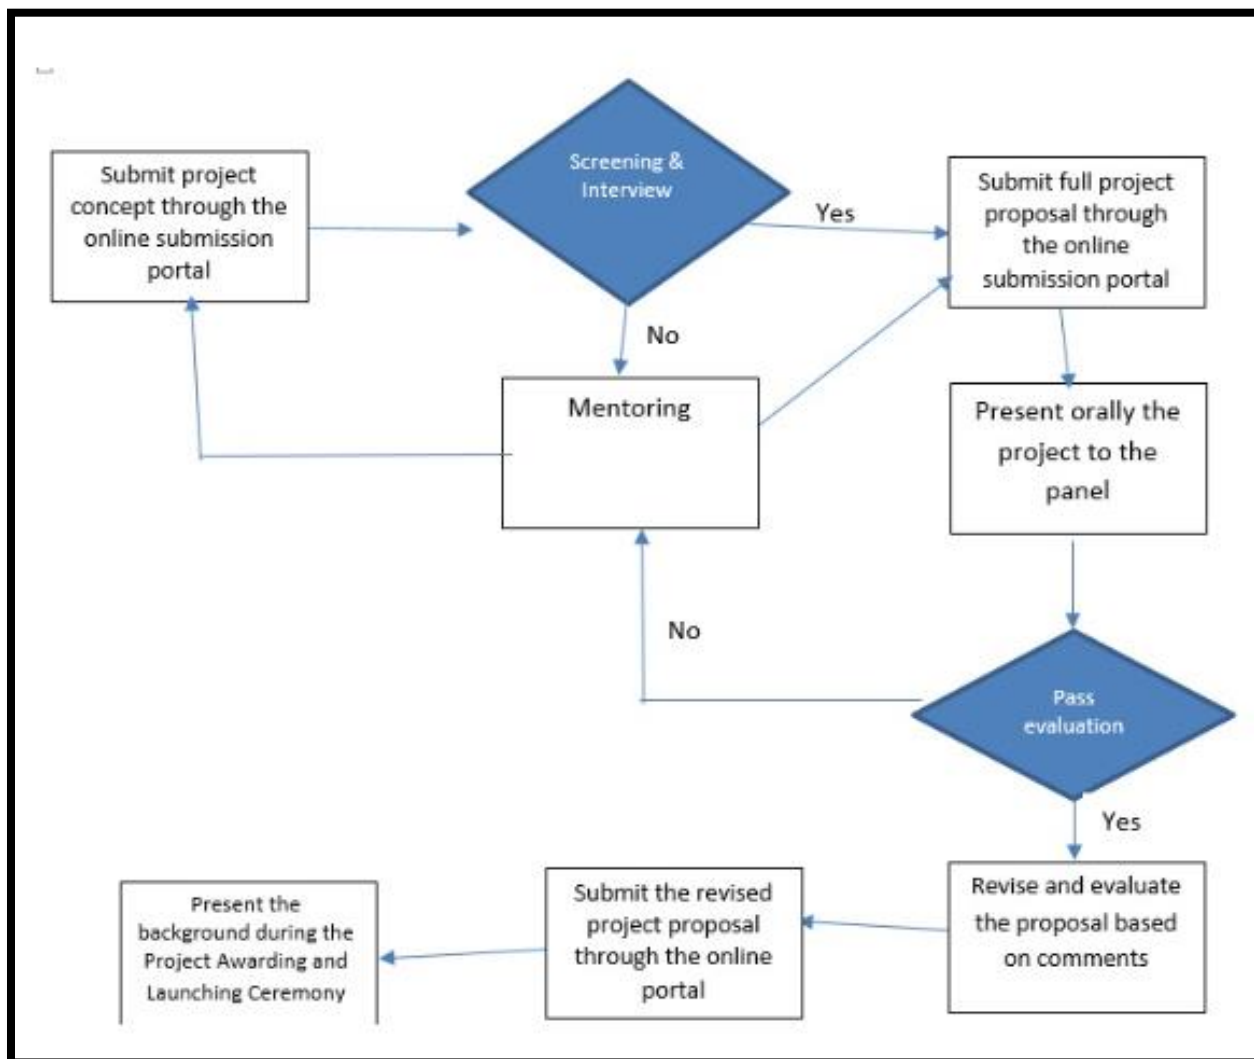 Submit project
concept through the
online submission
portal
Screening &
Interview
Yes
Submit full project
proposal through
the online
submission portal
No
Mentoring
Present orally the
project to the
panel
No
Pass
evaluation
Yes
Revise and evaluate
the proposal based
on comments
Submit the revised
project proposal
through the online
portal
Present the
background during the
Project Awarding and
Launching Ceremony